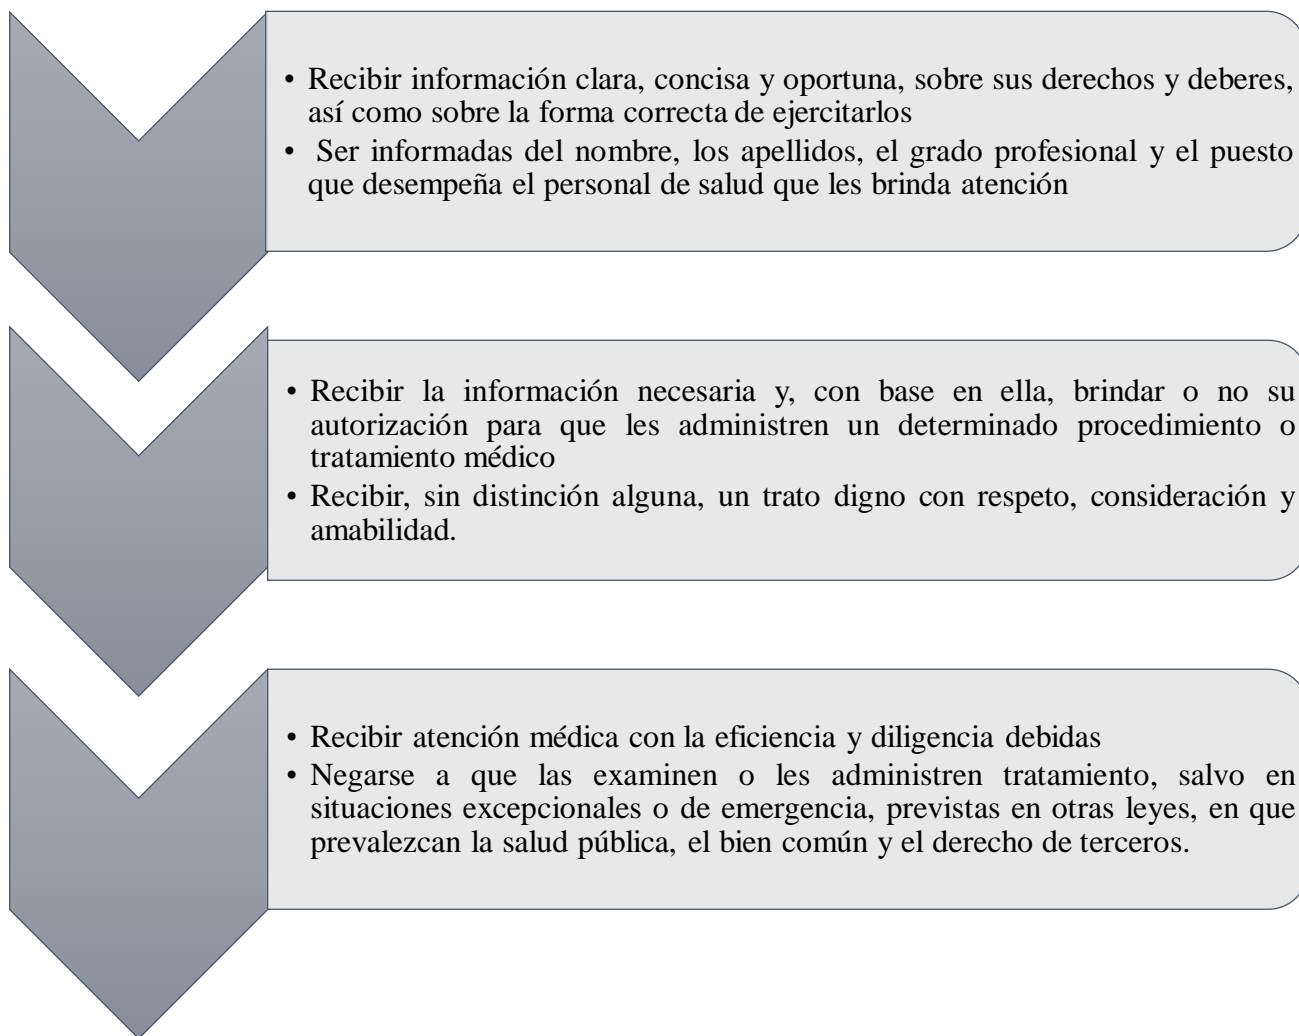 • Recibir información clara, concisa y oportuna, sobre sus derechos y deberes,
así como sobre la forma correcta de ejercitarlos
• Ser informadas del nombre, los apellidos, el grado profesional y el puesto
que desempeña el personal de salud que les brinda atención
• Recibir la información necesaria y, con base en ella, brindar o no su
autorización para que les administren un determinado procedimiento o
tratamiento médico
• Recibir, sin distinción alguna, un trato digno con respeto, consideración y
amabilidad.
• Recibir atención médica con la eficiencia y diligencia debidas
• Negarse a que las examinen o les administren tratamiento, salvo en
situaciones excepcionales o de emergencia, previstas en otras leyes, en que
prevalezcan la salud pública, el bien común y el derecho de terceros.